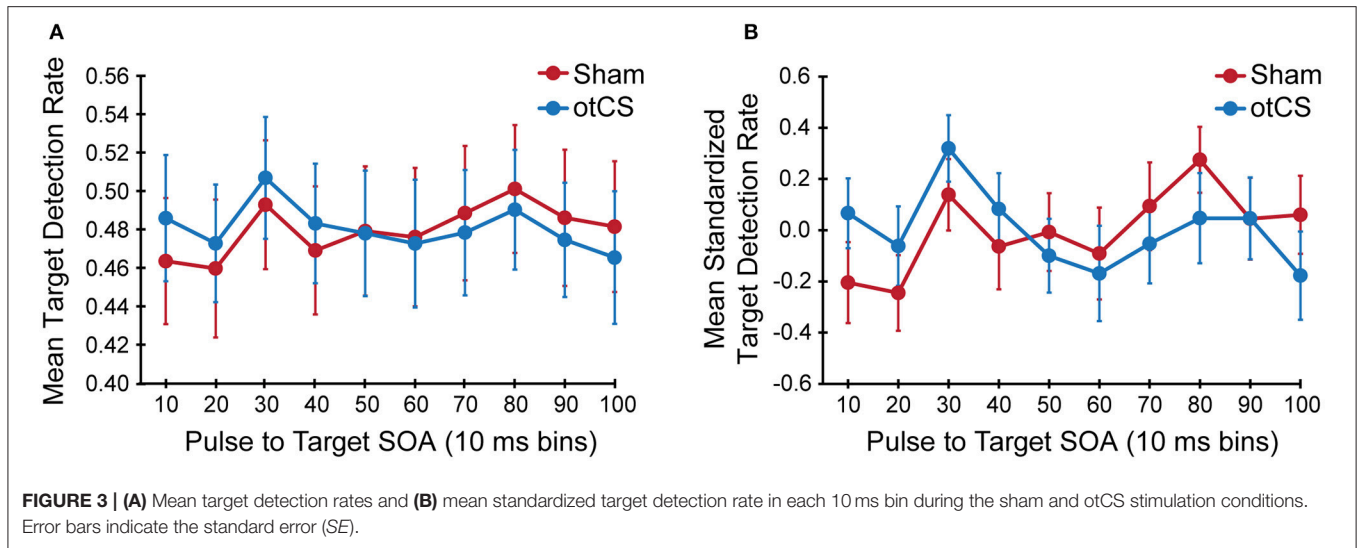 A
Mean Target Detection Rate
0.56
0.54
0.52
0.50
0.48
0.46
0.44
0.42
0.40
Sham
otCS
10 20 30 40 50 60 70 80 90 100
Pulse to Target SOA (10 ms bins)
B
Mean Standardized
Target Detection Rate
0.6
0.4
0.2
0.0
-0.2
-0.4
-0.6
Sham
otCS
10 20 30 40 50 60 70 80 90 100
Pulse to Target SOA (10 ms bins)
FIGURE 3 | (A) Mean target detection rates and (B) mean standardized target detection rate in each 10 ms bin during the sham and otCS stimulation conditions.
Error bars indicate the standard error (SE).